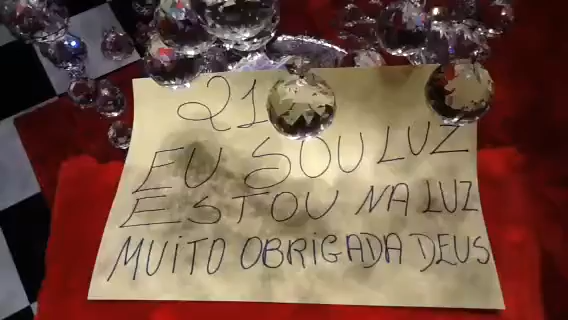 21
EU SOU LUZ
ESTOU NA LUZ
MUITO OBRIGADA DEUS